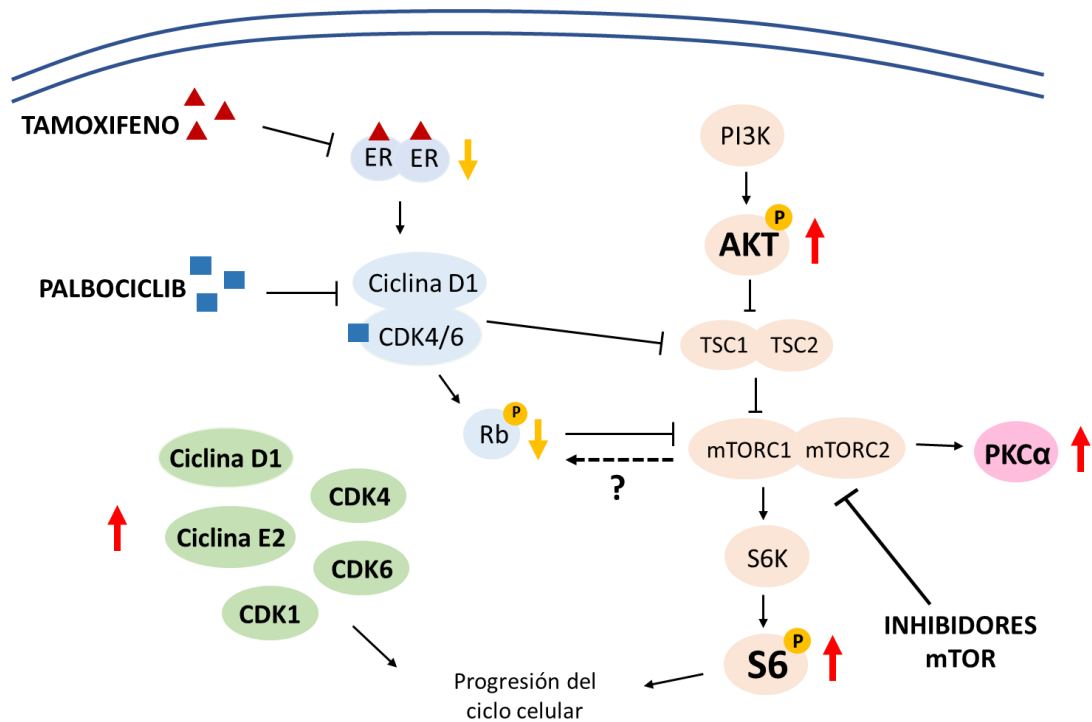 TAMOXIFENO
ER ER
PI3K
P
AKT
PALBOCICLIB
Ciclina D1
CDK4/6
TSC1 TSC2
P
Rb
mTORC1 mTORC2
PKCα
?
Ciclina D1
CDK4
Ciclina E2
CDK6
CDK1
S6K
INHIBIDORES
mTOR
P
S6
Progresión del
ciclo celular